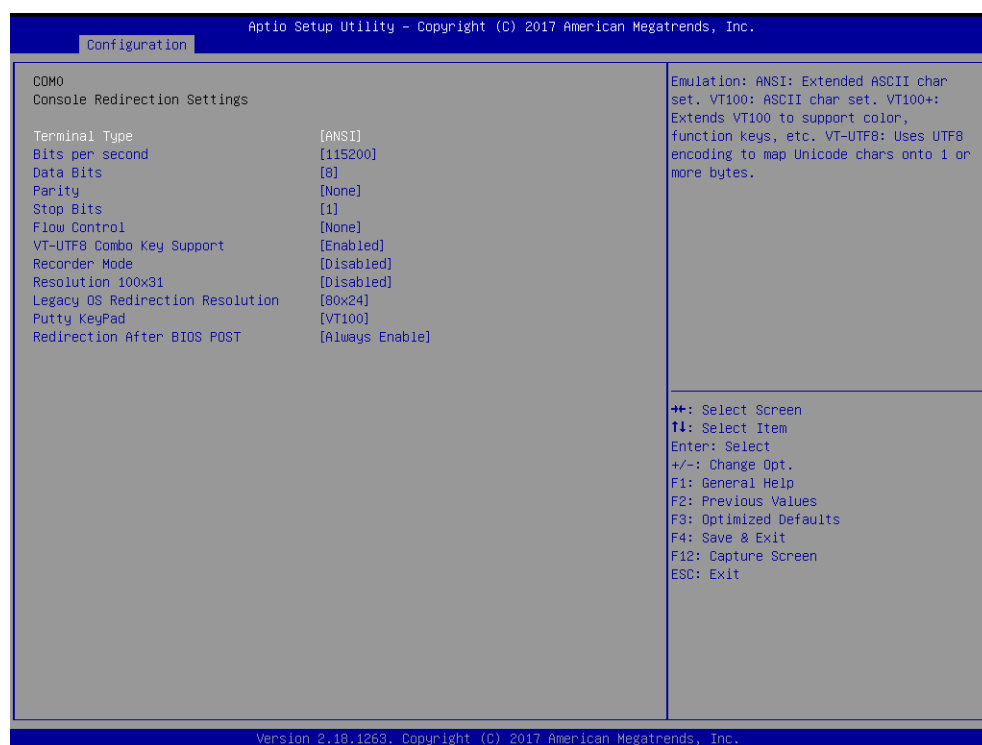 Aptio Setup Utility – Copyright (C) 2017 American Megatrends, Inc.
Configuration
COM0
Console Redirection Settings
Terminal Type [ANSI]
Bits per second [115200]
Data Bits [8]
Parity [None]
Stop Bits [1]
Flow Control [None]
VT-UTF8 Combo Key Support [Enabled]
Recorder Mode [Disabled]
Resolution 100x31 [Disabled]
Legacy OS Redirection Resolution [80x24]
Putty KeyPad [VT100]
Redirection After BIOS POST [Always Enable]
Emulation: ANSI: Extended ASCII char
set. VT100: ASCII char set. VT100+:
Extends VT100 to support color,
function keys, etc. VT-UTF8: Uses UTF8
encoding to map Unicode chars onto 1 or
more bytes.
→←: Select Screen
↑↓: Select Item
Enter: Select
+/-: Change Opt.
F1: General Help
F2: Previous Values
F3: Optimized Defaults
F4: Save & Exit
F12: Capture Screen
ESC: Exit
Version 2.18.1263. Copyright (C) 2017 American Megatrends, Inc.